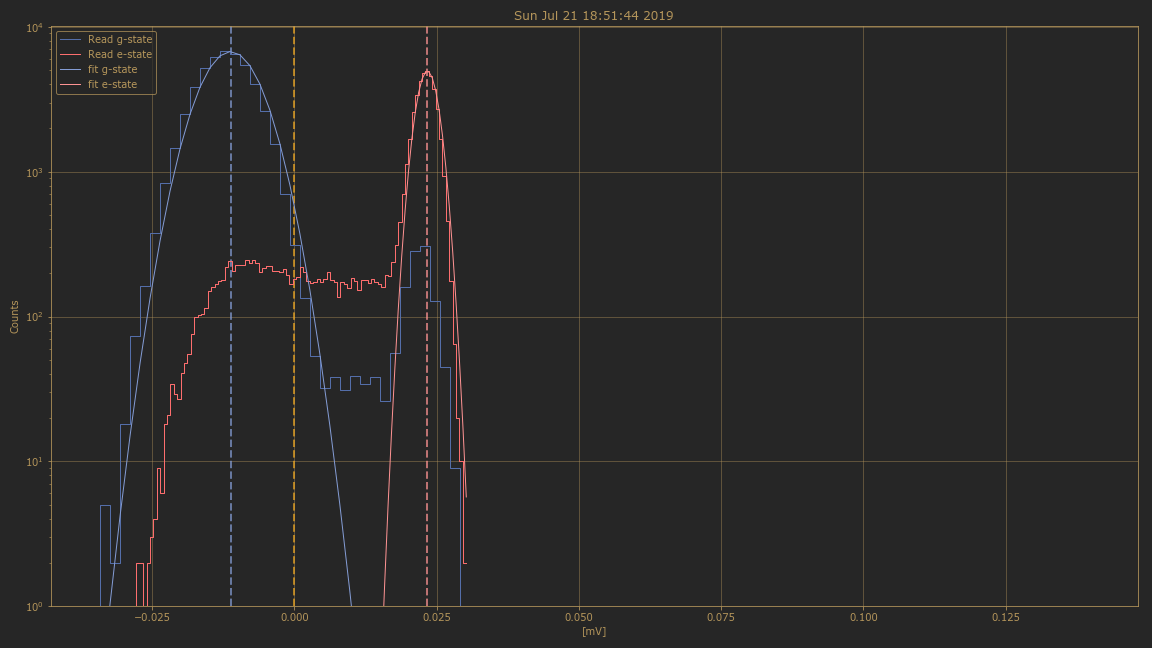 Sun Jul 21 18:51:44 2019
Read g-state
Read e-state
fit g-state
fit e-state
Counts
10⁴
10³
10²
10¹
10⁰
−0.025 0.000 0.025 0.050 0.075 0.100 0.125
[mV]